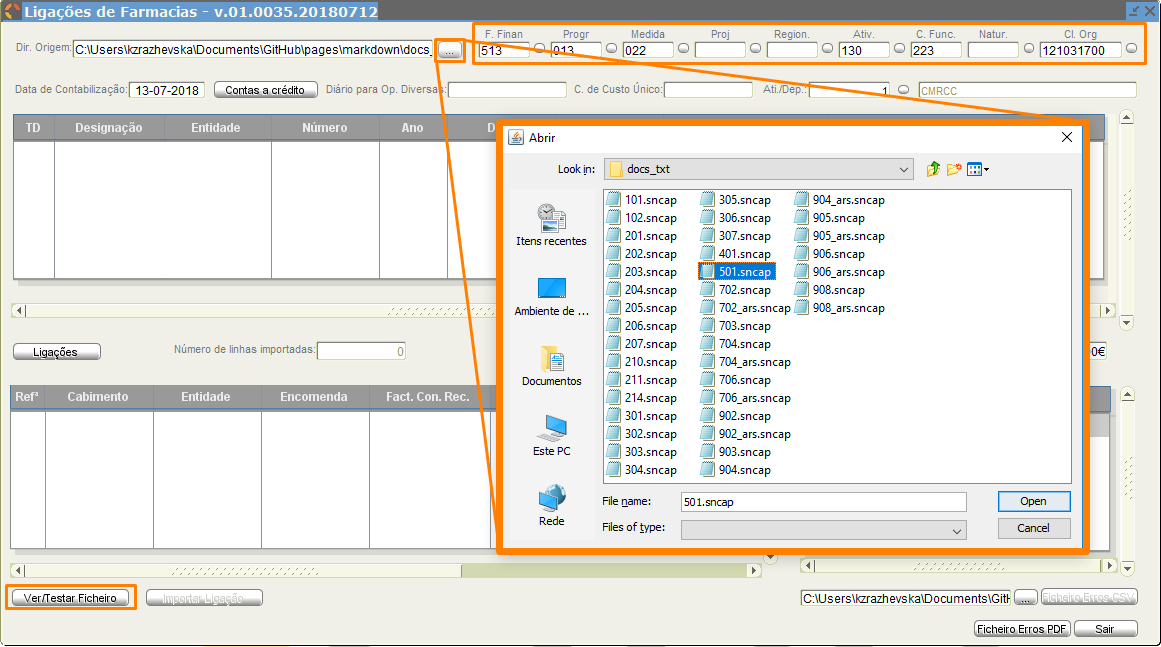 Ligações de Farmacias - v.01.0035.20180712
F. Finan Progr Medida Proj Region. Ativ. C. Func. Natur. Cl. Org
Dir. Origem: C:\Users\kzrazhevska\Documents\GitHub\pages\markdown\docs_ ... 513 013 022 130 223 121031700
Data de Contabilização: 13-07-2018 Contas a crédito Diário para Op. Diversas: C. de Custo Único: Ati./Dep.: 1 CMRCC
TD Designação Entidade Número Ano D
Abrir
Look in: docs_txt
Itens recentes
Ambiente de ...
Documentos
Este PC
Rede
101.sncap
102.sncap
201.sncap
202.sncap
203.sncap
204.sncap
205.sncap
206.sncap
207.sncap
210.sncap
211.sncap
214.sncap
301.sncap
302.sncap
303.sncap
304.sncap
305.sncap
306.sncap
307.sncap
401.sncap
501.sncap
702.sncap
702_ars.sncap
703.sncap
704.sncap
704_ars.sncap
706.sncap
706_ars.sncap
902.sncap
902_ars.sncap
903.sncap
904.sncap
904_ars.sncap
905.sncap
905_ars.sncap
906.sncap
906_ars.sncap
908.sncap
908_ars.sncap
File name: 501.sncap Open
Files of type: Cancel
Ligações Número de linhas importadas: 0 0€
Refª Cabimento Entidade Encomenda Fact. Con. Rec.
Ver/Testar Ficheiro Importar Ligação C:\Users\kzrazhevska\Documents\GitH ... Ficheiro Erros CSV
Ficheiro Erros PDF Sair